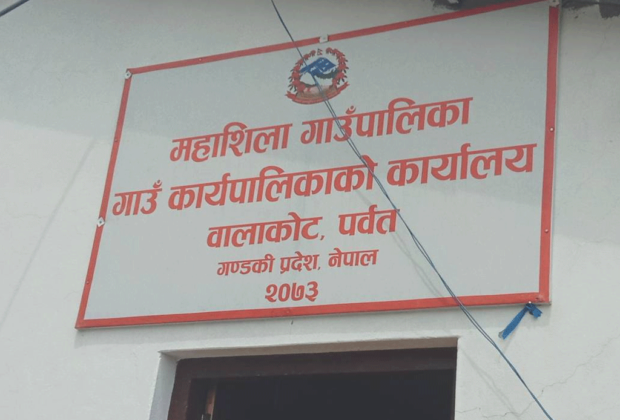 महाशिला गाउँपालिका
गाउँ कार्यपालिकाको कार्यालय
वालाकोट, पर्वत
गण्डकी प्रदेश, नेपाल
२०७३